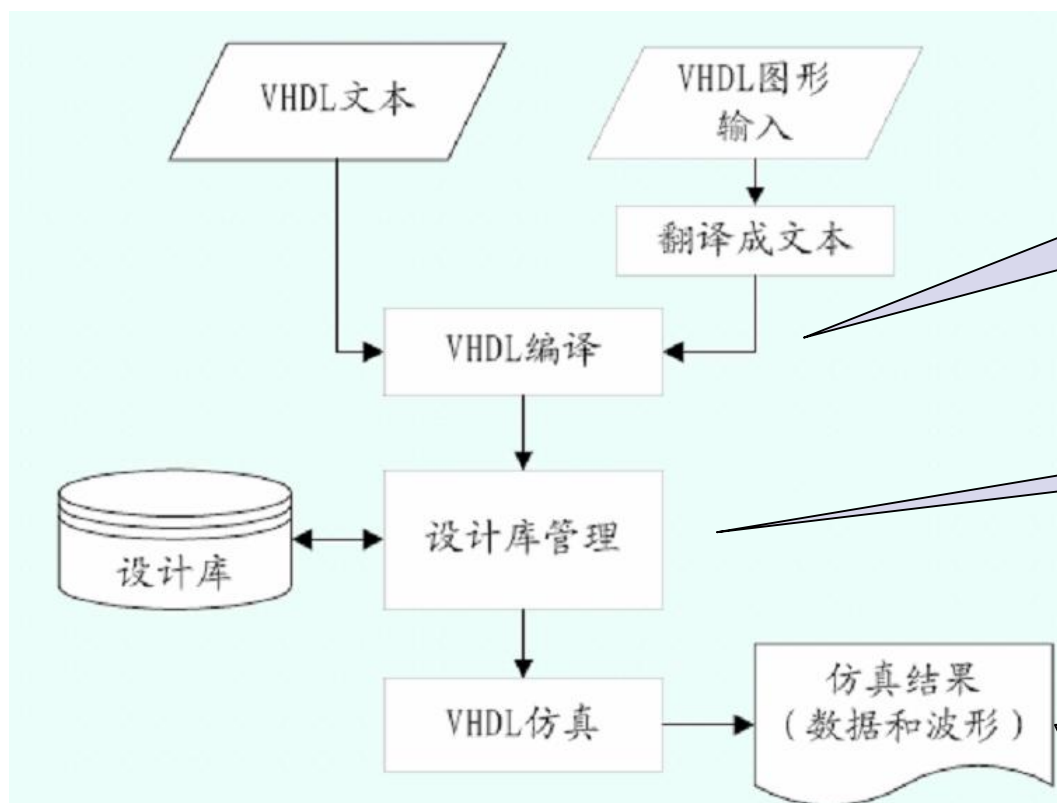 VHDL文本
VHDL图形
输入
翻译成文本
VHDL编译
设计库管理
设计库
VHDL仿真
仿真结果
（数据和波形）